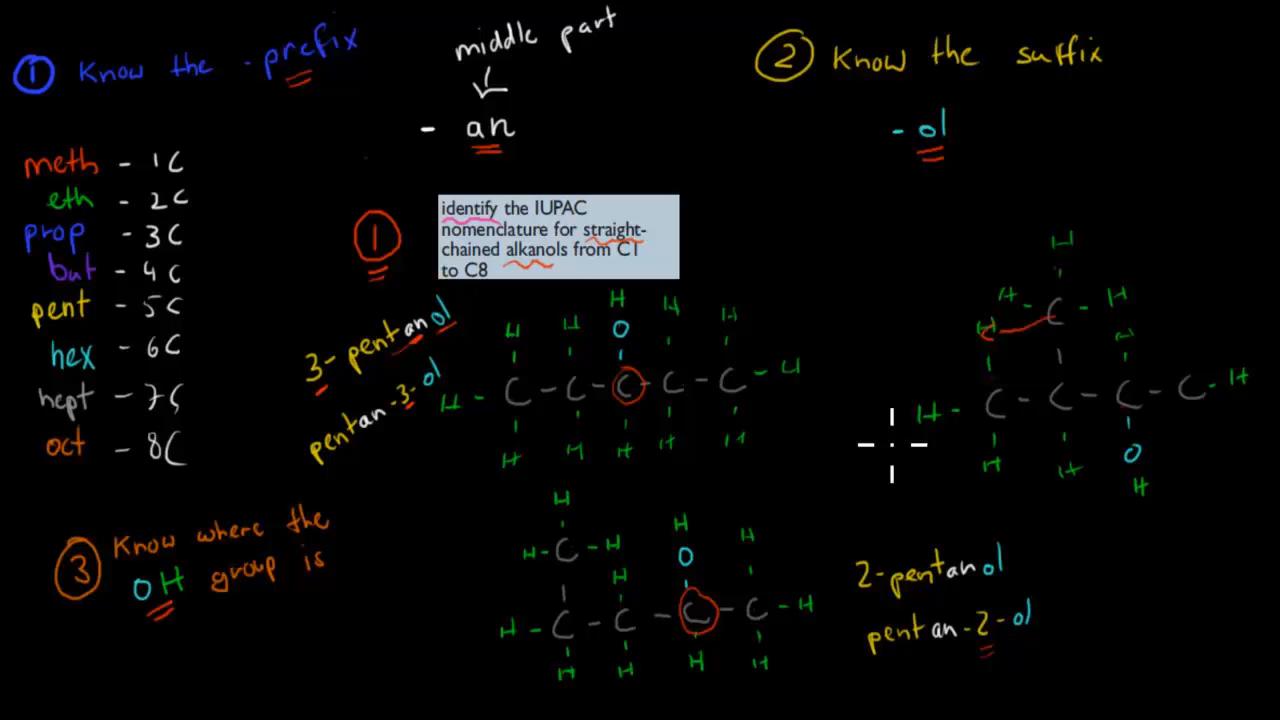 ① Know the - prefix
middle part
- an
② Know the suffix
- ol
meth - 1C
eth - 2C
prop - 3C
but - 4C
pent - 5C
hex - 6C
hept - 7C
oct - 8C
①
identify the IUPAC
nomenclature for straight-
chained alkanols from C1
to C8
3-pentanol
pentan-3-ol
H H H H H
O
H - C - C - C - C - C - H
H H H H H
③ Know where the
OH group is
H
H - C - H
H
O
H
H
H - C - C - C - C - H
H H H H
H
H - C - H
H H
H - C - C - C - C - H
H H O
H
2-pentanol
pentan-2-ol